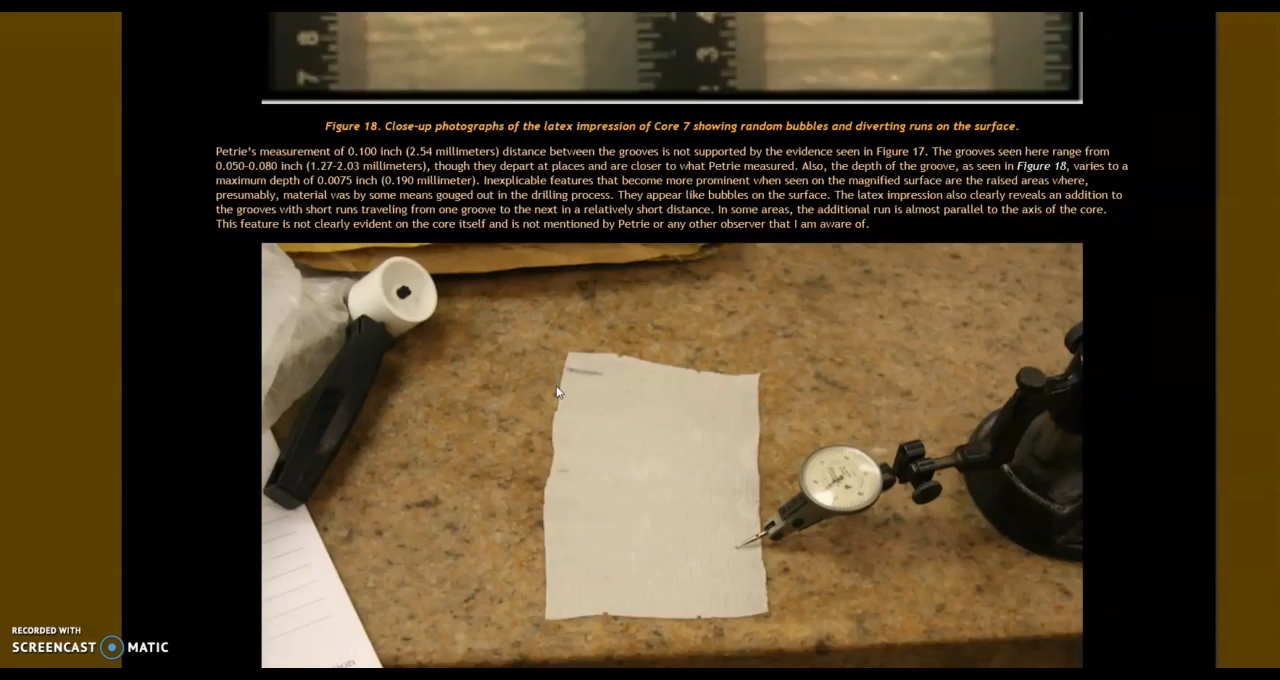 8
7
4
3
Figure 18. Close-up photographs of the latex impression of Core 7 showing random bubbles and diverting runs on the surface.
Petrie's measurement of 0.100 inch (2.54 millimeters) distance between the grooves is not supported by the evidence seen in Figure 17. The grooves seen here range from
0.050-0.080 inch (1.27-2.03 millimeters), though they depart at places and are closer to what Petrie measured. Also, the depth of the groove, as seen in Figure 18, varies to a
maximum depth of 0.0075 inch (0.190 millimeter). Inexplicable features that become more prominent when seen on the magnified surface are the raised areas where,
presumably, material was by some means gouged out in the drilling process. They appear like bubbles on the surface. The latex impression also clearly reveals an addition to
the grooves with short runs traveling from one groove to the next in a relatively short distance. In some areas, the additional run is almost parallel to the axis of the core.
This feature is not clearly evident on the core itself and is not mentioned by Petrie or any other observer that I am aware of.
RECORDED WITH
SCREENCAST MATIC